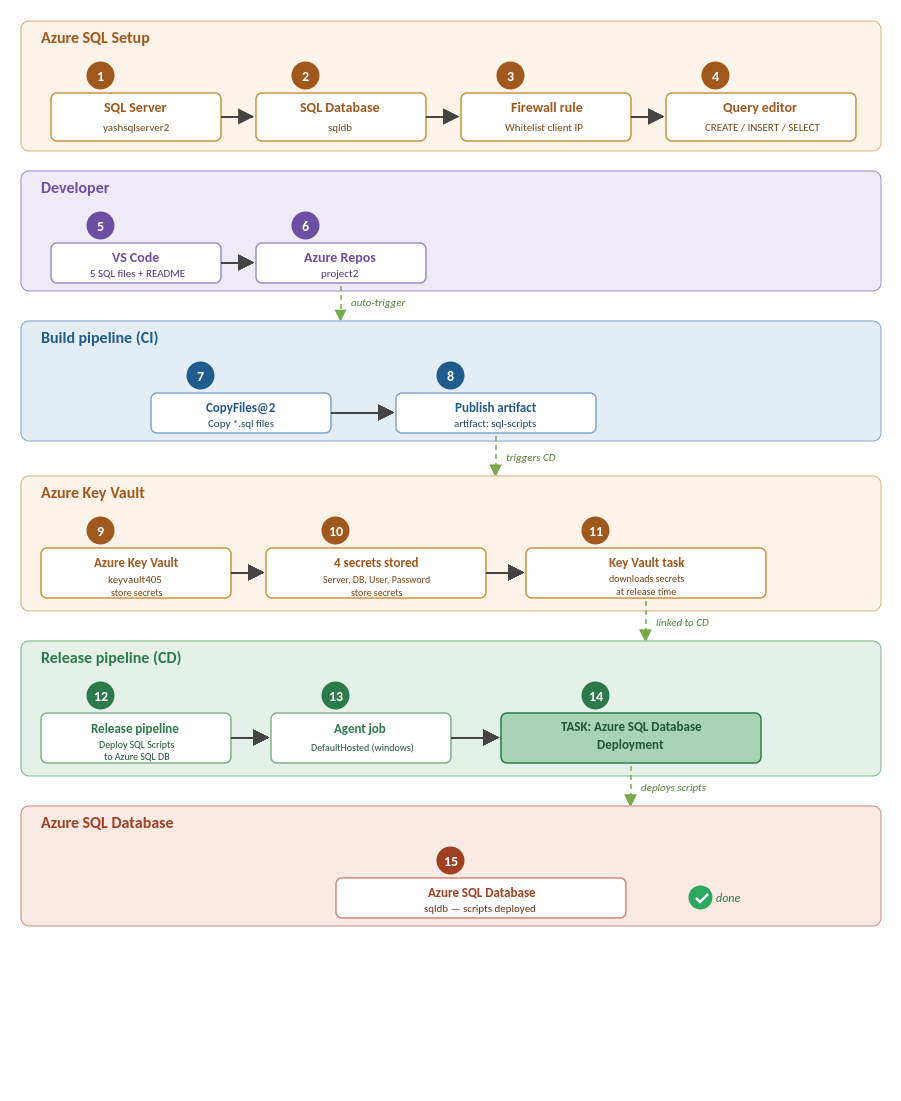 Azure SQL Setup
1
2
3
4
SQL Server
yashsqlserver2
SQL Database
sqldb
Firewall rule
Whitelist client IP
Query editor
CREATE / INSERT / SELECT
Developer
5
6
VS Code
5 SQL files + README
Azure Repos
project2
auto-trigger
Build pipeline (CI)
7
8
CopyFiles@2
Copy *.sql files
Publish artifact
artifact: sql-scripts
triggers CD
Azure Key Vault
9
10
11
Azure Key Vault
keyvault405
store secrets
4 secrets stored
Server, DB, User, Password
store secrets
Key Vault task
downloads secrets
at release time
linked to CD
Release pipeline (CD)
12
13
14
Release pipeline
Deploy SQL Scripts
to Azure SQL DB
Agent job
DefaultHosted (windows)
TASK: Azure SQL Database
Deployment
deploys scripts
Azure SQL Database
15
Azure SQL Database
sqldb — scripts deployed
done